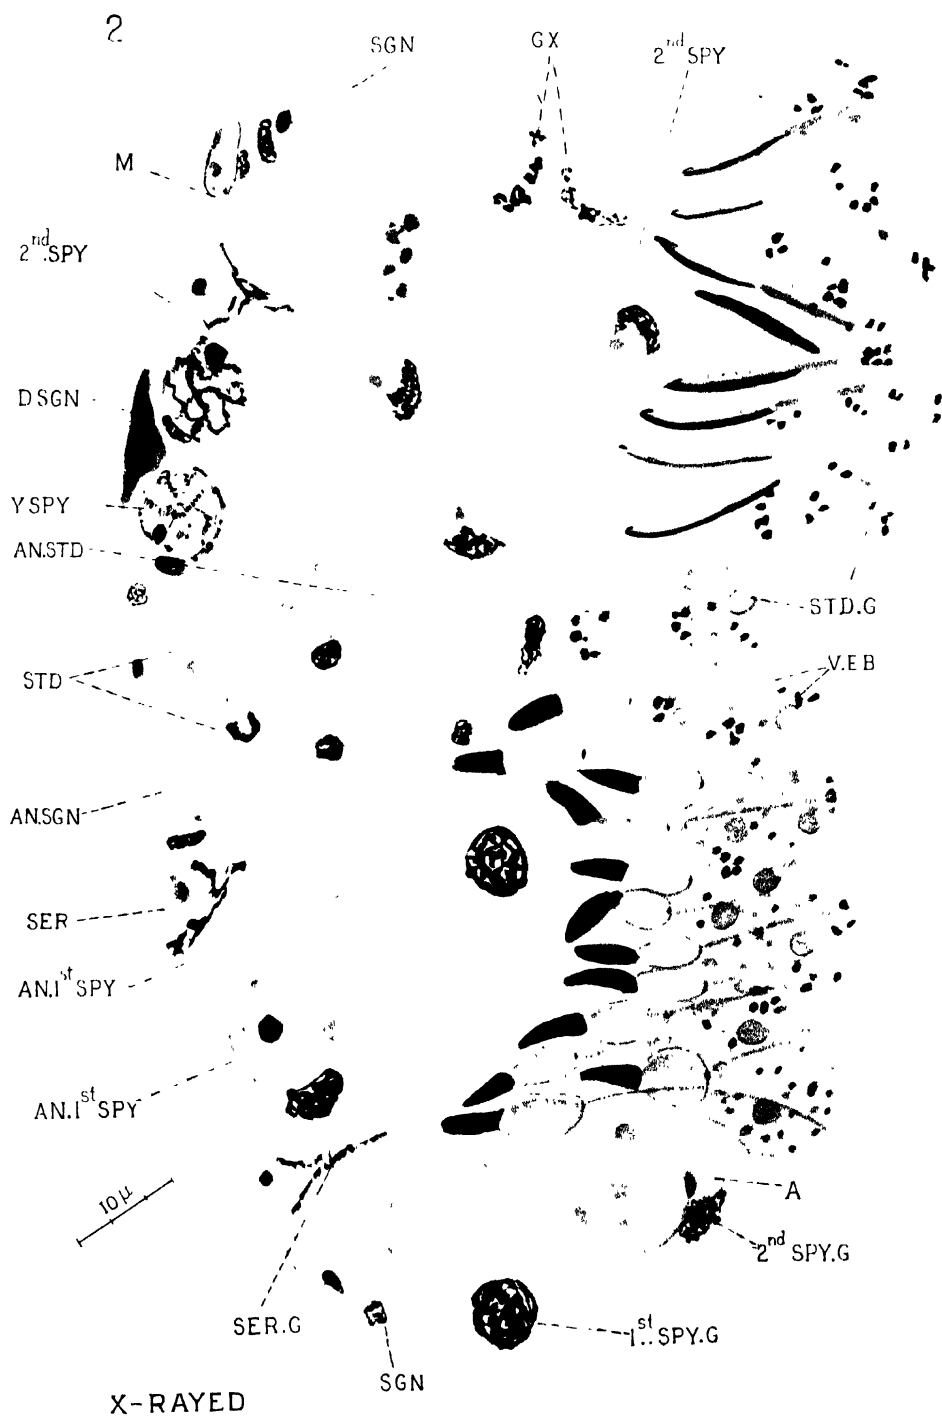 2
SGN
GX
2nd SPY
M
2nd.SPY
DSGN
YSPY
AN.STD
STD.G
V.E B
STD
AN.SGN
SER
AN.1st SPY
AN.1st SPY
10 µ
A
2nd SPY.G
SER.G
1st..SPY.G
SGN
X-RAYED